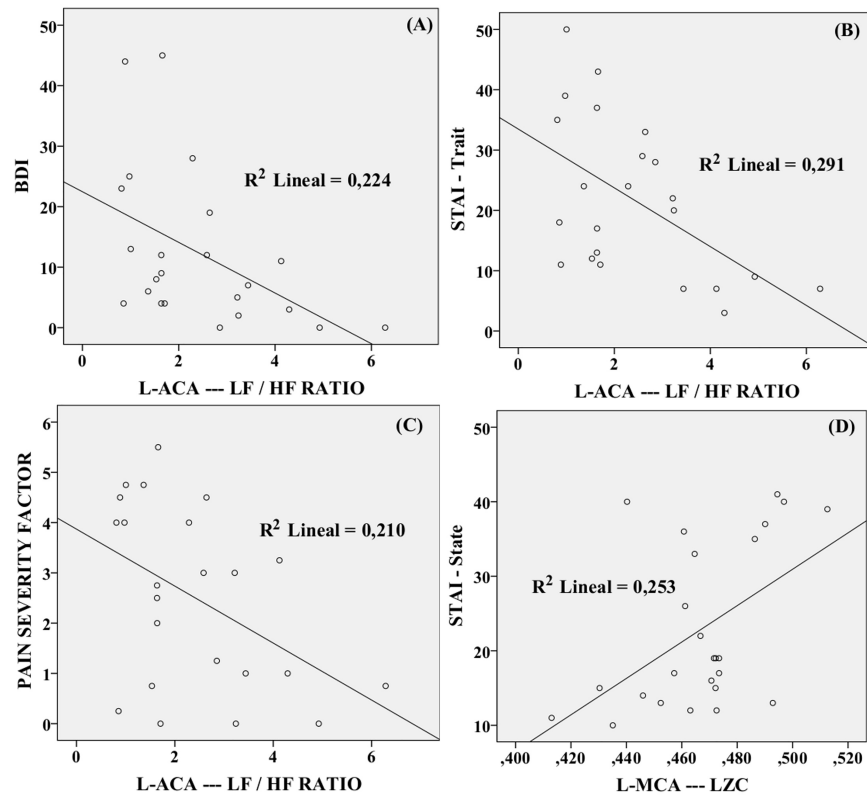 (A)
50
40
30
20
10
0
BDI
R² Lineal = 0,224
0 2 4 6
L-ACA --- LF / HF RATIO
(B)
50
40
30
20
10
0
STAI - Trait
R² Lineal = 0,291
0 2 4 6
L-ACA --- LF / HF RATIO
(C)
6
5
4
3
2
1
0
PAIN SEVERITY FACTOR
R² Lineal = 0,210
0 2 4 6
L-ACA --- LF / HF RATIO
(D)
50
40
30
20
10
STAI - State
R² Lineal = 0,253
,400 ,420 ,440 ,460 ,480 ,500 ,520
L-MCA --- LZC